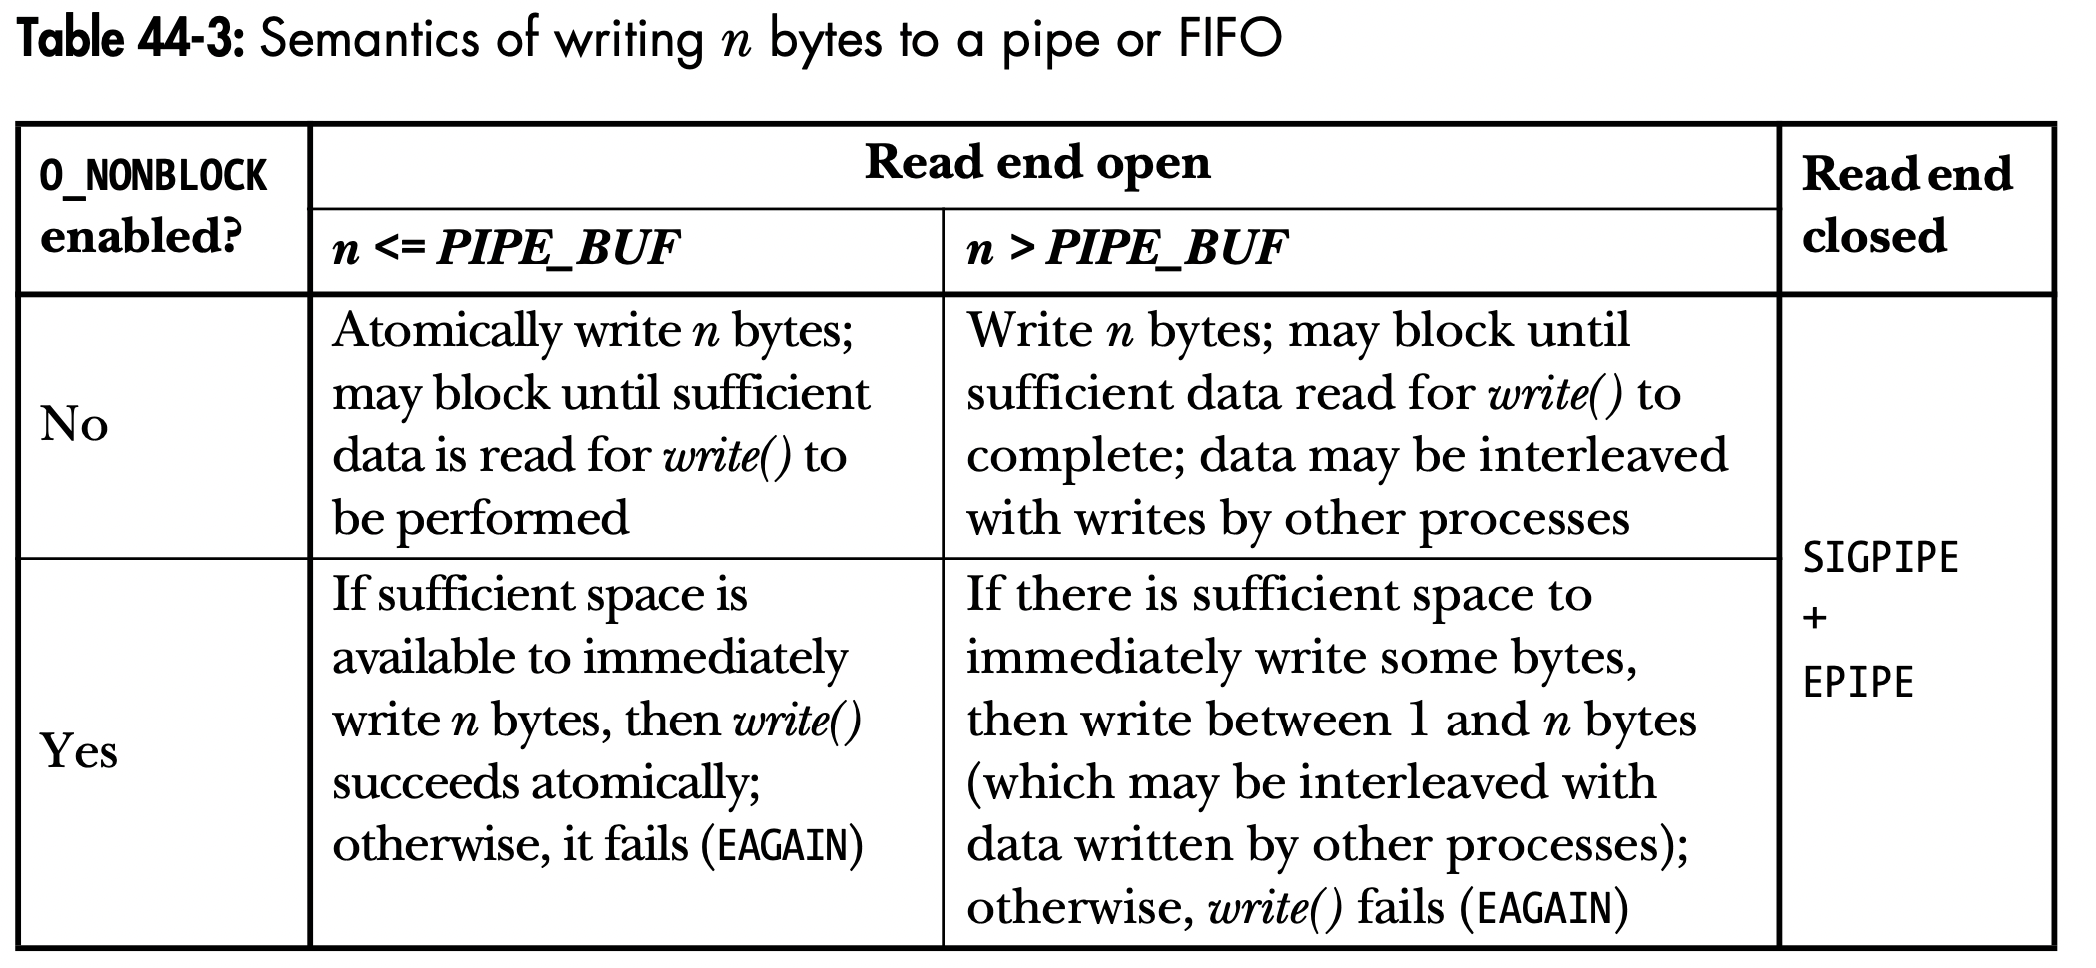 Table 44-3: Semantics of writing n bytes to a pipe or FIFO
O_NONBLOCK
enabled?
Read end open
Read end
closed
n <= PIPE_BUF
n > PIPE_BUF
No
Atomically write n bytes;
may block until sufficient
data is read for write() to
be performed
Write n bytes; may block until
sufficient data read for write() to
complete; data may be interleaved
with writes by other processes
SIGPIPE
+
EPIPE
Yes
If sufficient space is
available to immediately
write n bytes, then write()
succeeds atomically;
otherwise, it fails (EAGAIN)
If there is sufficient space to
immediately write some bytes,
then write between 1 and n bytes
(which may be interleaved with
data written by other processes);
otherwise, write() fails (EAGAIN)